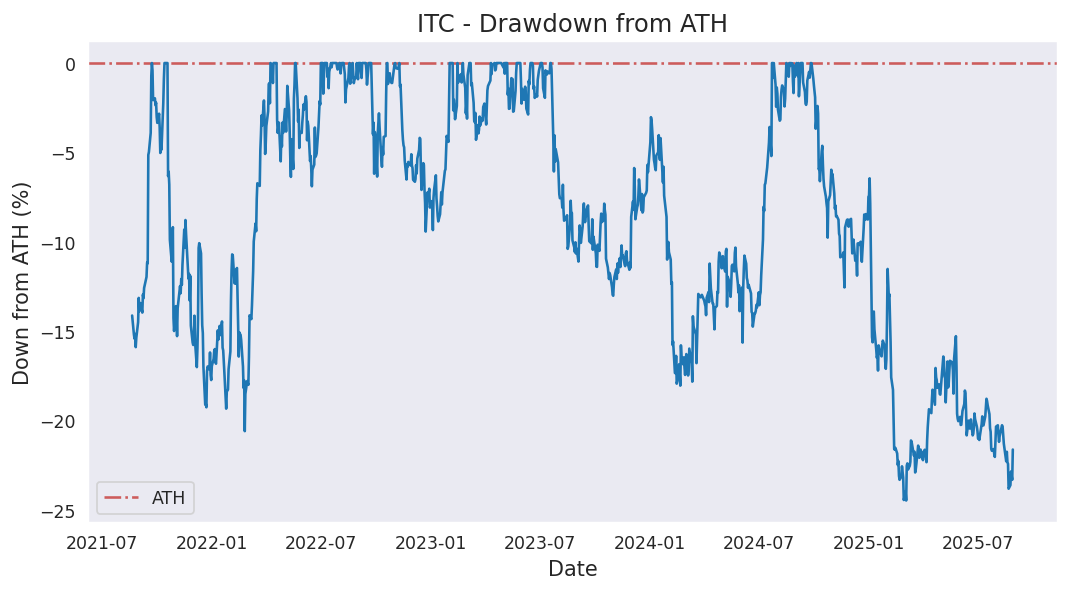 ITC - Drawdown from ATH
Down from ATH (%)
0
−5
−10
−15
−20
−25
ATH
2021-07 2022-01 2022-07 2023-01 2023-07 2024-01 2024-07 2025-01 2025-07
Date